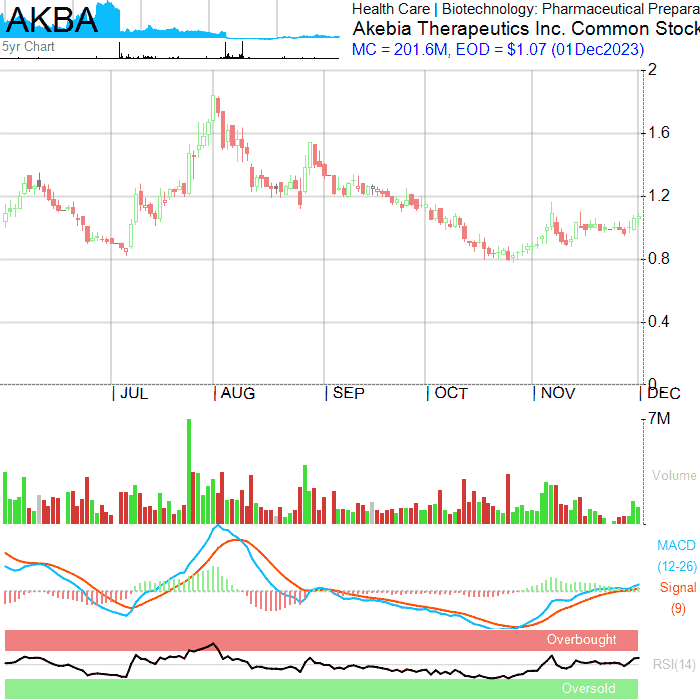 AKBA
5yr Chart
Health Care | Biotechnology: Pharmaceutical Prepara
Akebia Therapeutics Inc. Common Stock
MC = 201.6M, EOD = $1.07 (01Dec2023)
2
1.6
1.2
0.8
0.4
0
| JUL | AUG | SEP | OCT | NOV | DEC
7M
Volume
MACD
(12-26)
Signal
(9)
Overbought
RSI(14)
Oversold